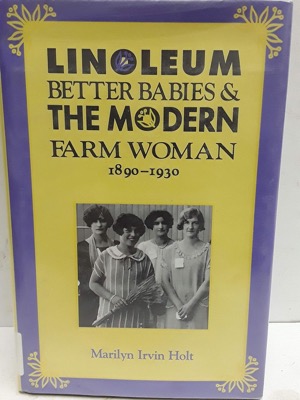 LINOLEUM
BETTER BABIES &
THE MODERN
FARM WOMAN
1890–1930
Marilyn Irvin Holt